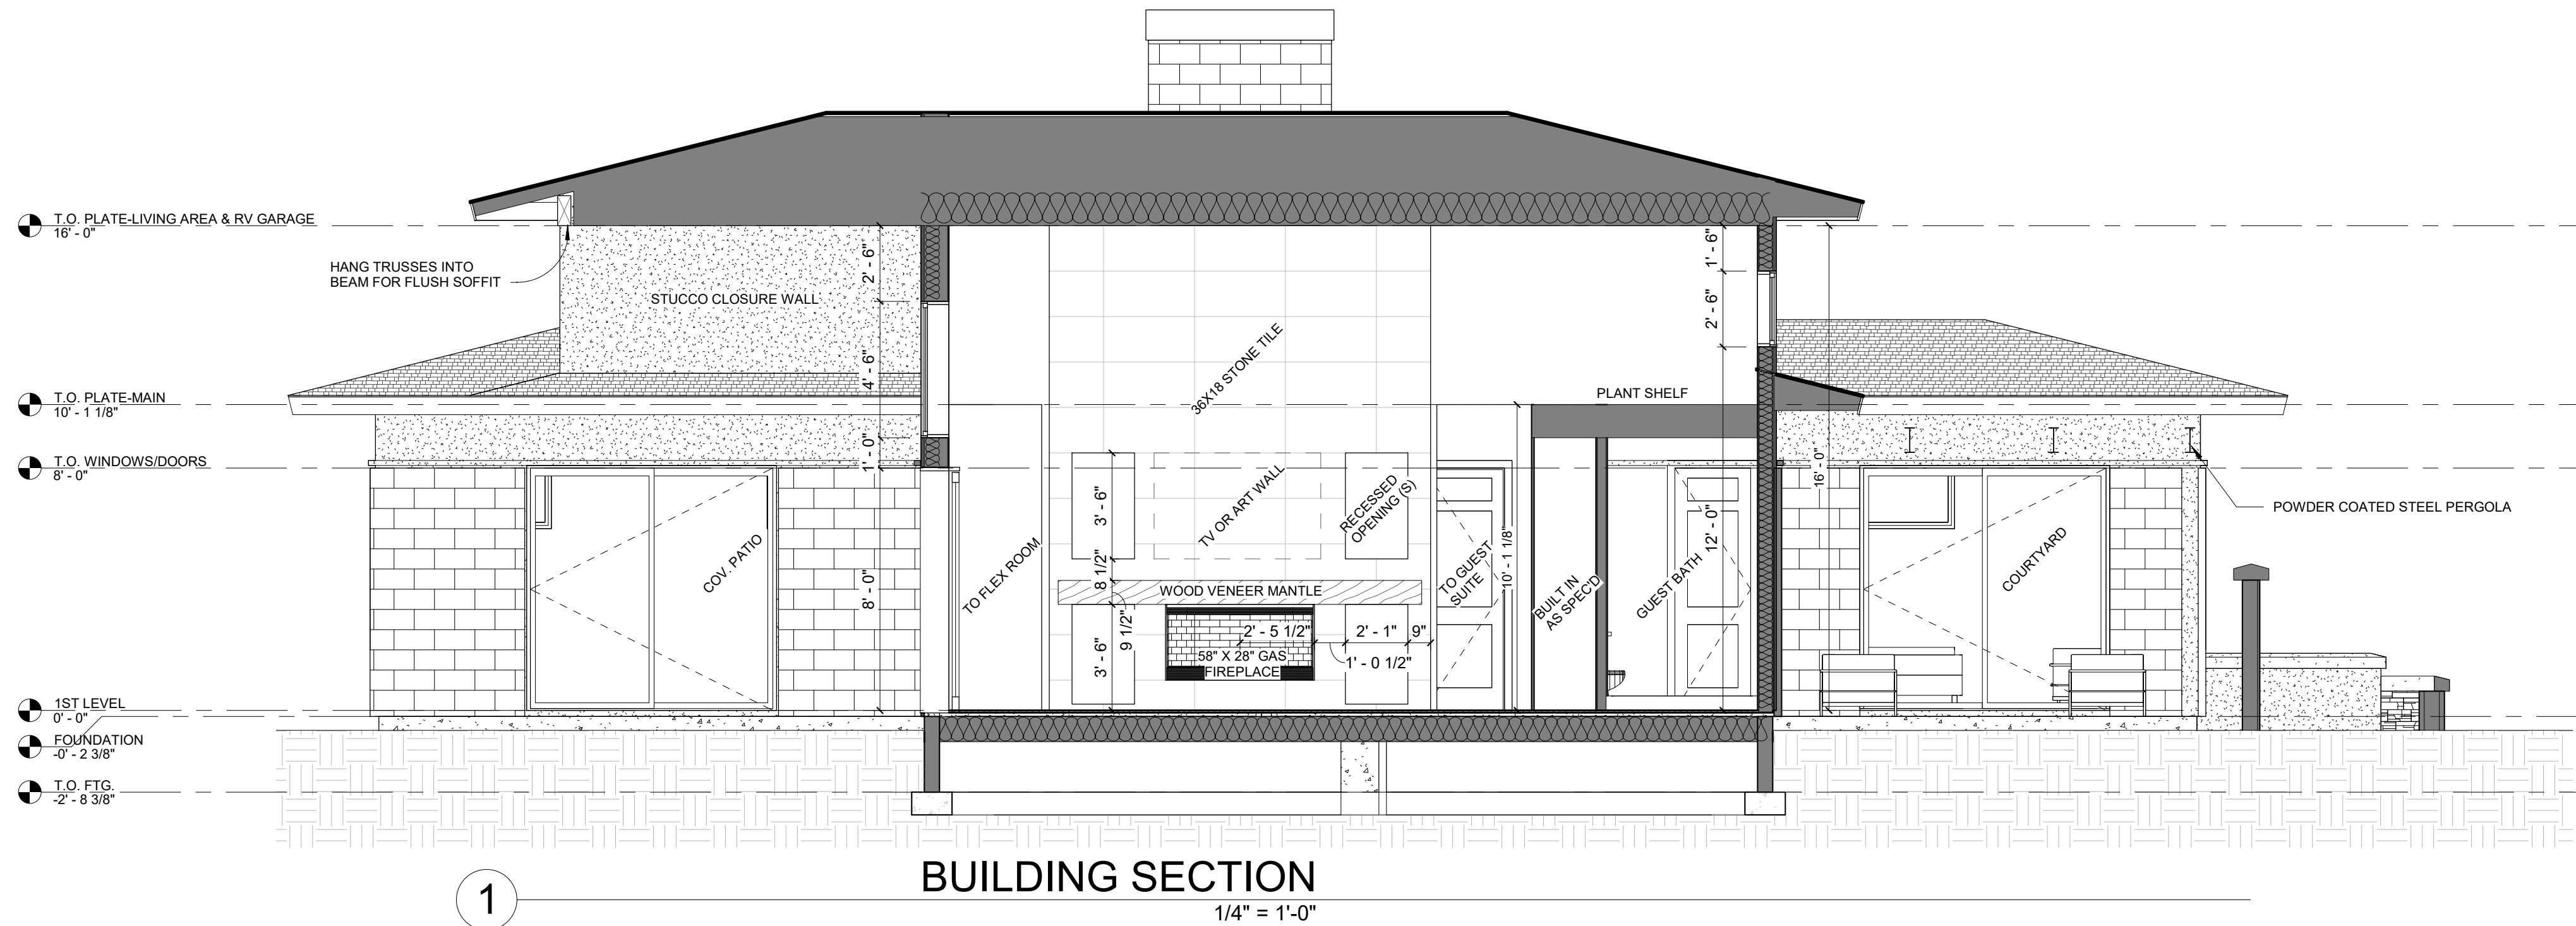 T.O. PLATE-LIVING AREA & RV GARAGE
16' - 0"
HANG TRUSSES INTO
BEAM FOR FLUSH SOFFIT
STUCCO CLOSURE WALL
T.O. PLATE-MAIN
10' - 1 1/8"
T.O. WINDOWS/DOORS
8' - 0"
1ST LEVEL
0' - 0"
FOUNDATION
-0' - 2 3/8"
T.O. FTG.
-2' - 8 3/8"
COV. PATIO
2' - 6"
4' - 6"
1' - 0"
8' - 0"
TO FLEX ROOM
36X18 STONE TILE
3' - 6"
8 1/2"
9 1/2"
3' - 6"
TV OR ART WALL
RECESSED
OPENING (S)
WOOD VENEER MANTLE
2' - 5 1/2"
2' - 1"
9"
1' - 0 1/2"
58" X 28" GAS
FIREPLACE
TO GUEST
SUITE
10' - 1 1/8"
BUILT IN
AS SPEC'D
PLANT SHELF
GUEST BATH
1' - 6"
2' - 6"
12' - 0"
16' - 0"
COURTYARD
POWDER COATED STEEL PERGOLA
1
BUILDING SECTION
1/4" = 1'-0"